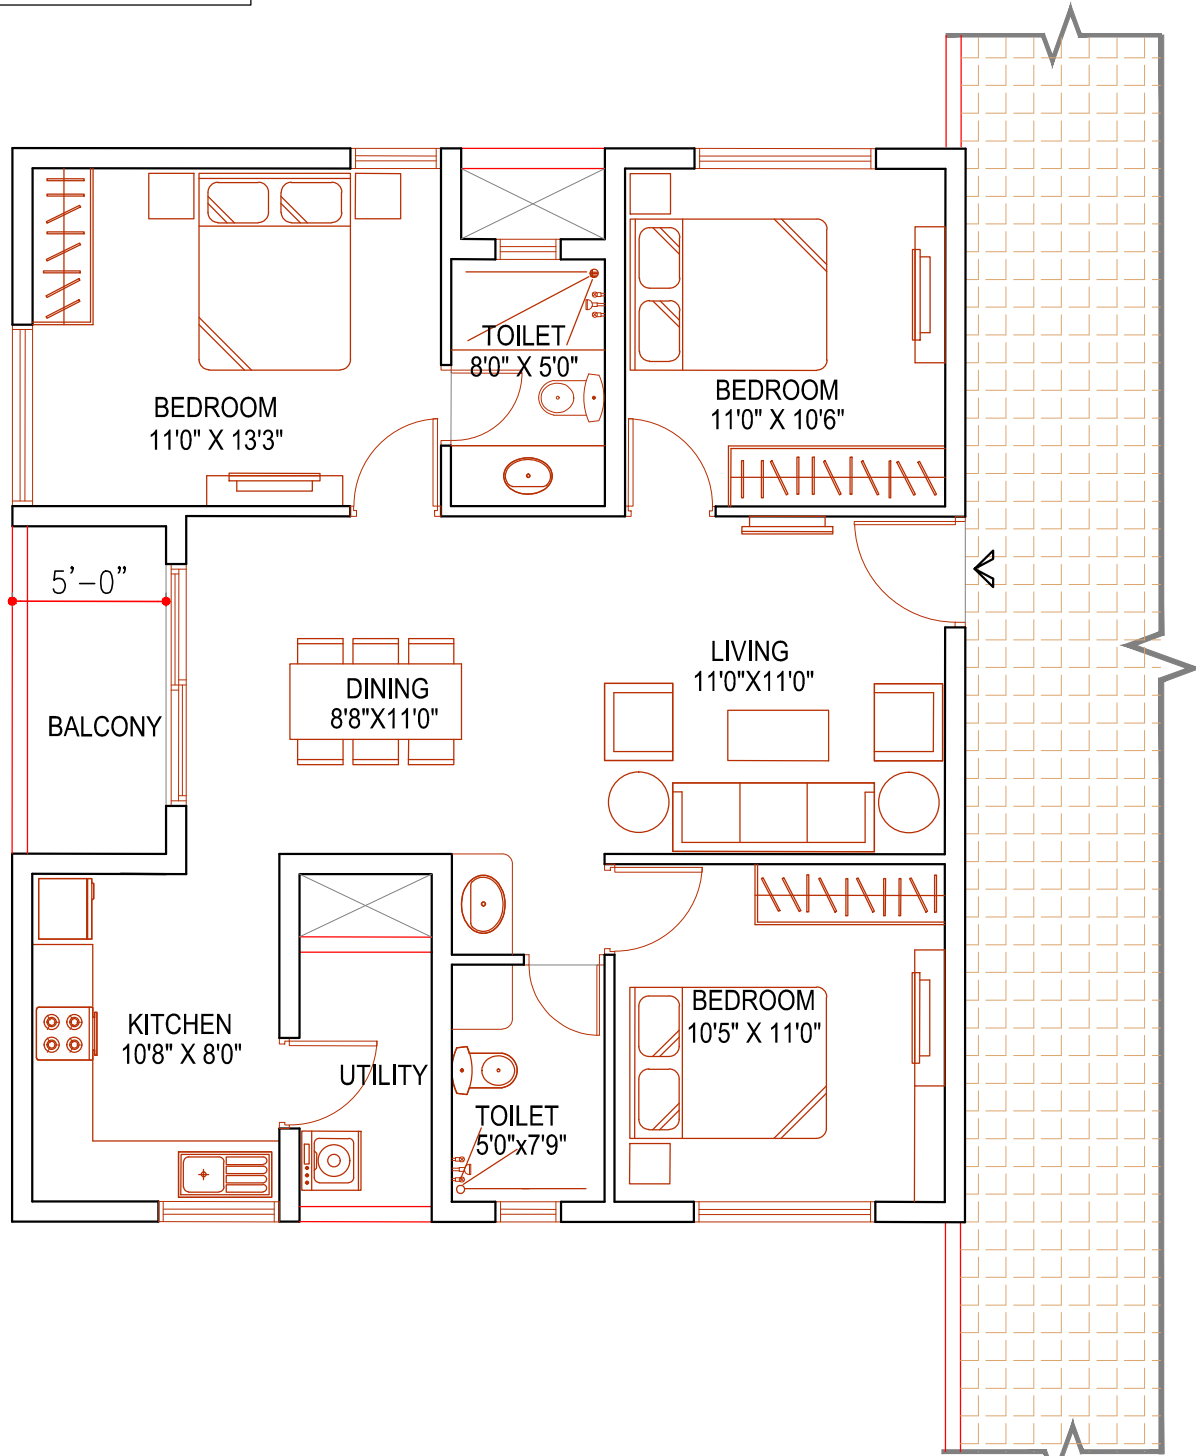 TOILET
8'0" X 5'0"
BEDROOM
11'0" X 13'3"
BEDROOM
11'0" X 10'6"
5'-0"
BALCONY
DINING
8'8"X11'0"
LIVING
11'0"X11'0"
KITCHEN
10'8" X 8'0"
UTILITY
TOILET
5'0"x7'9"
BEDROOM
10'5" X 11'0"